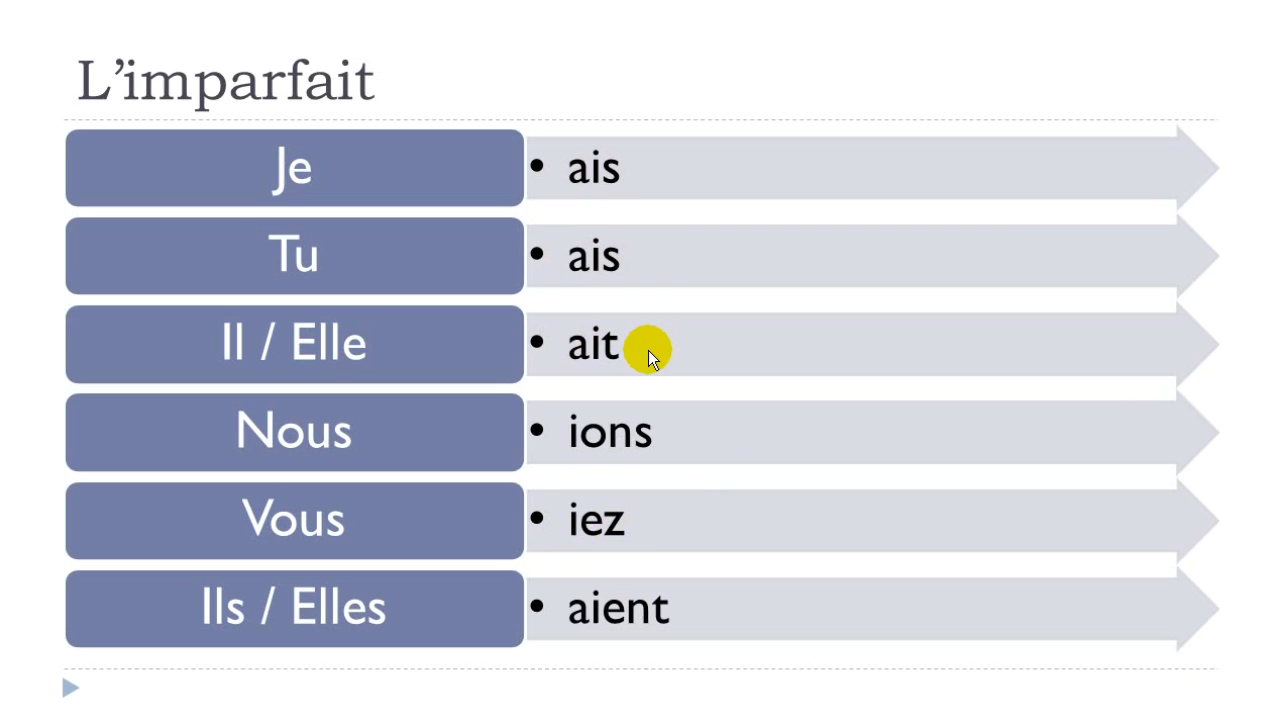 L’imparfait
Je
• ais
Tu
• ais
Il / Elle
• ait
Nous
• ions
Vous
• iez
Ils / Elles
• aient